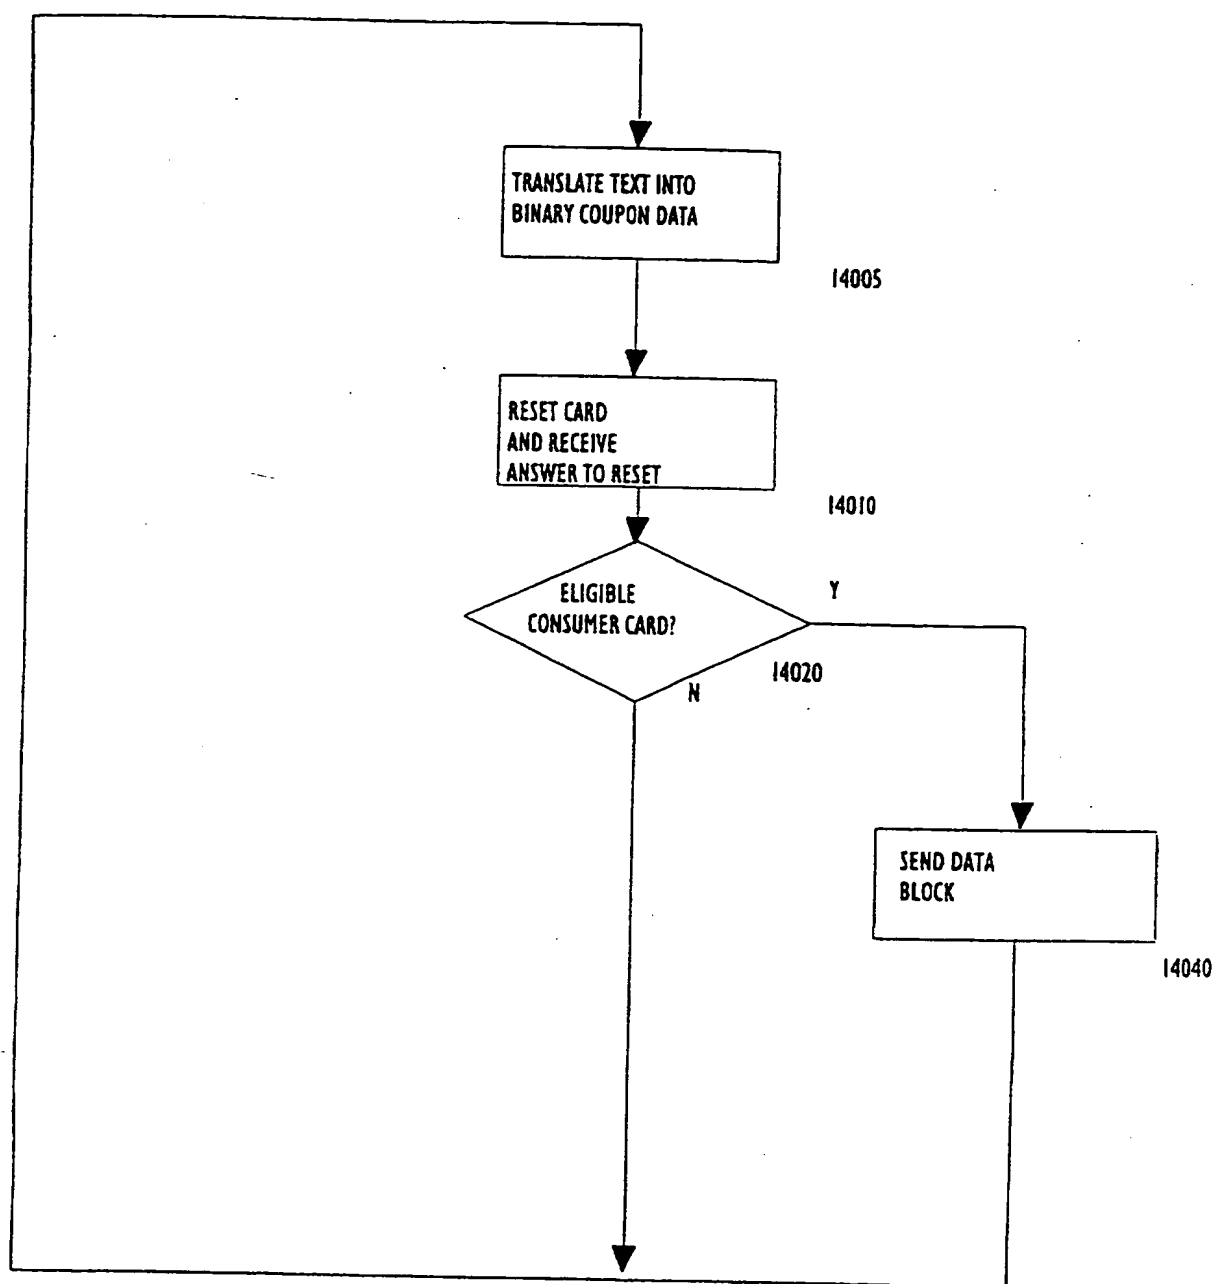 TRANSLATE TEXT INTO
BINARY COUPON DATA
14005
RESET CARD
AND RECEIVE
ANSWER TO RESET
14010
ELIGIBLE
CONSUMER CARD?
Y
14020
N
SEND DATA
BLOCK
14040